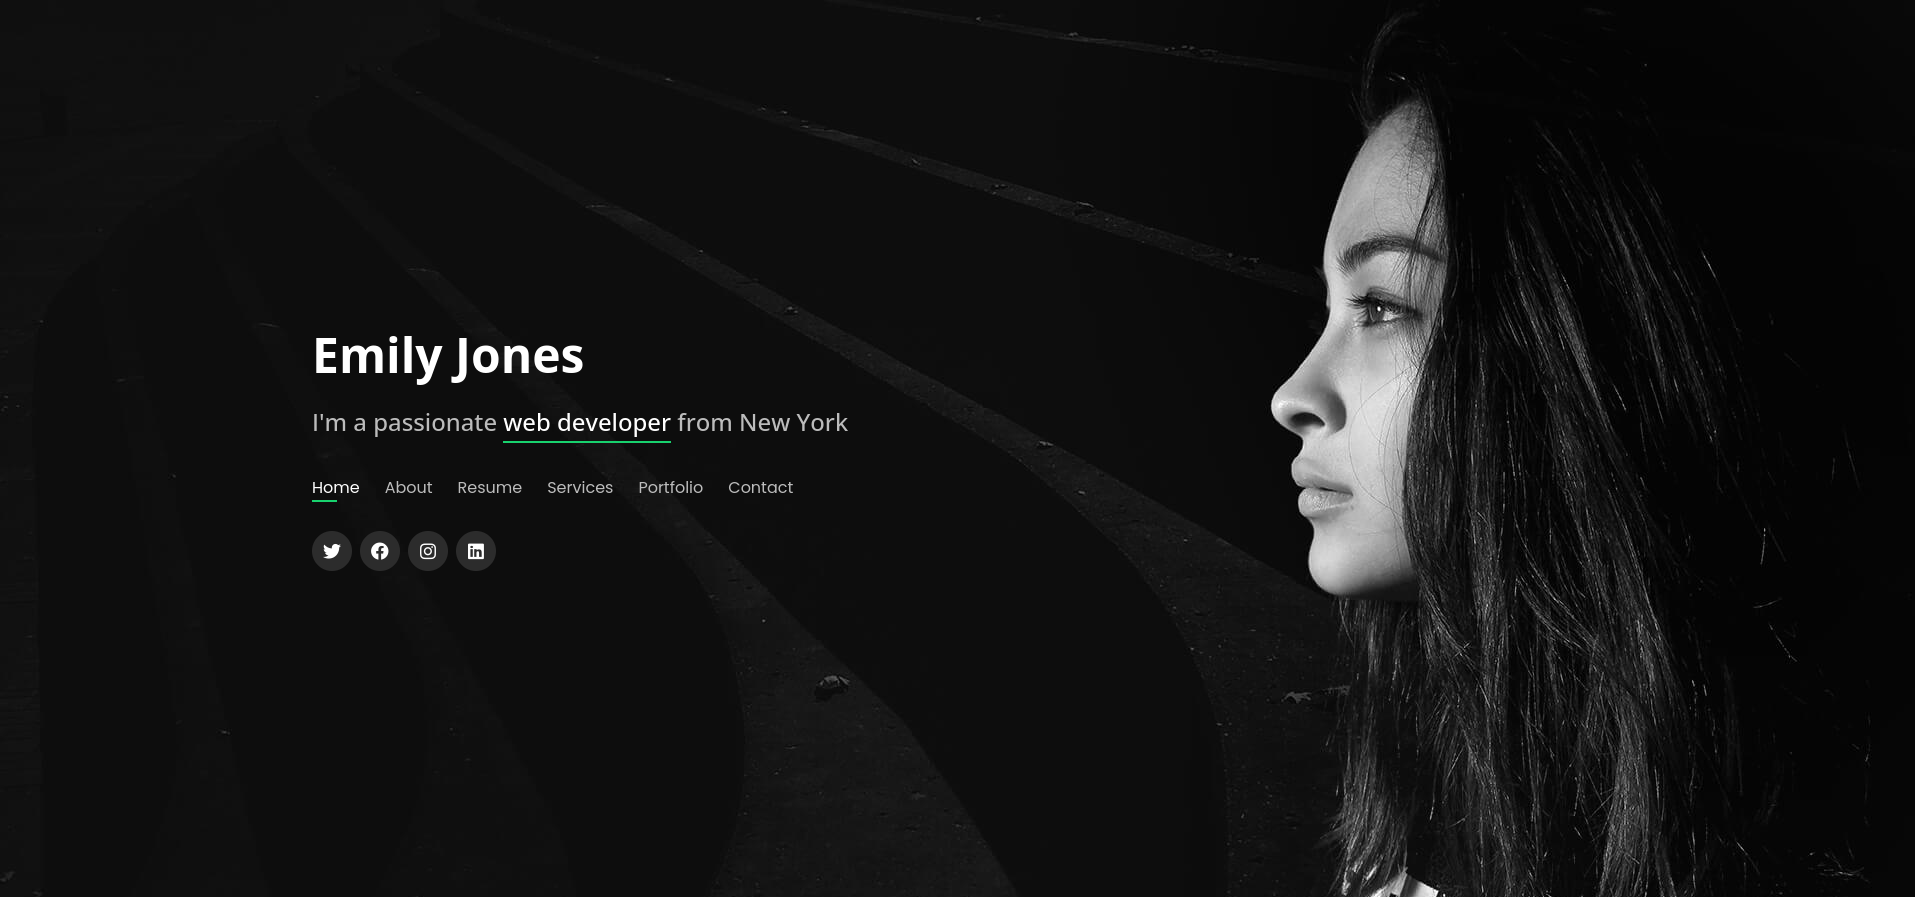 Emily Jones
I'm a passionate web developer from New York
Home About Resume Services Portfolio Contact